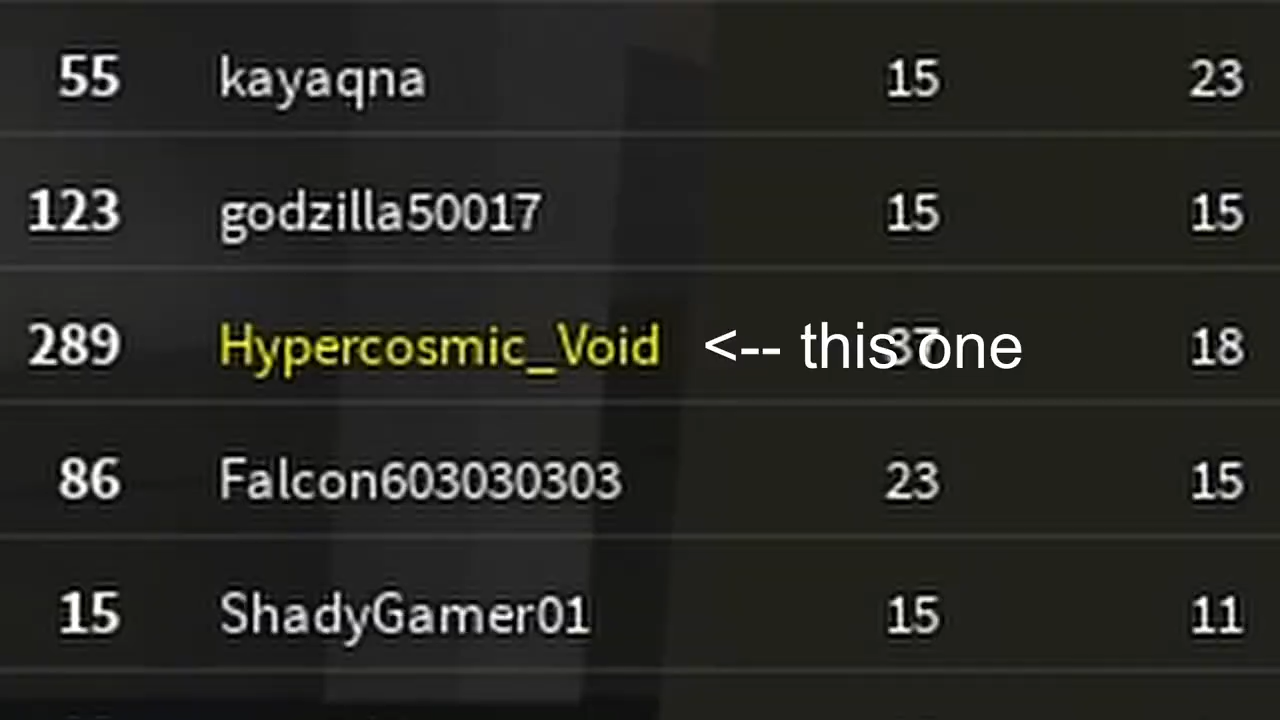 55 kayaqna 15 23
123 godzilla50017 15 15
289 Hypercosmic_Void <-- this one 37 18
86 Falcon603030303 23 15
15 ShadyGamer01 15 11